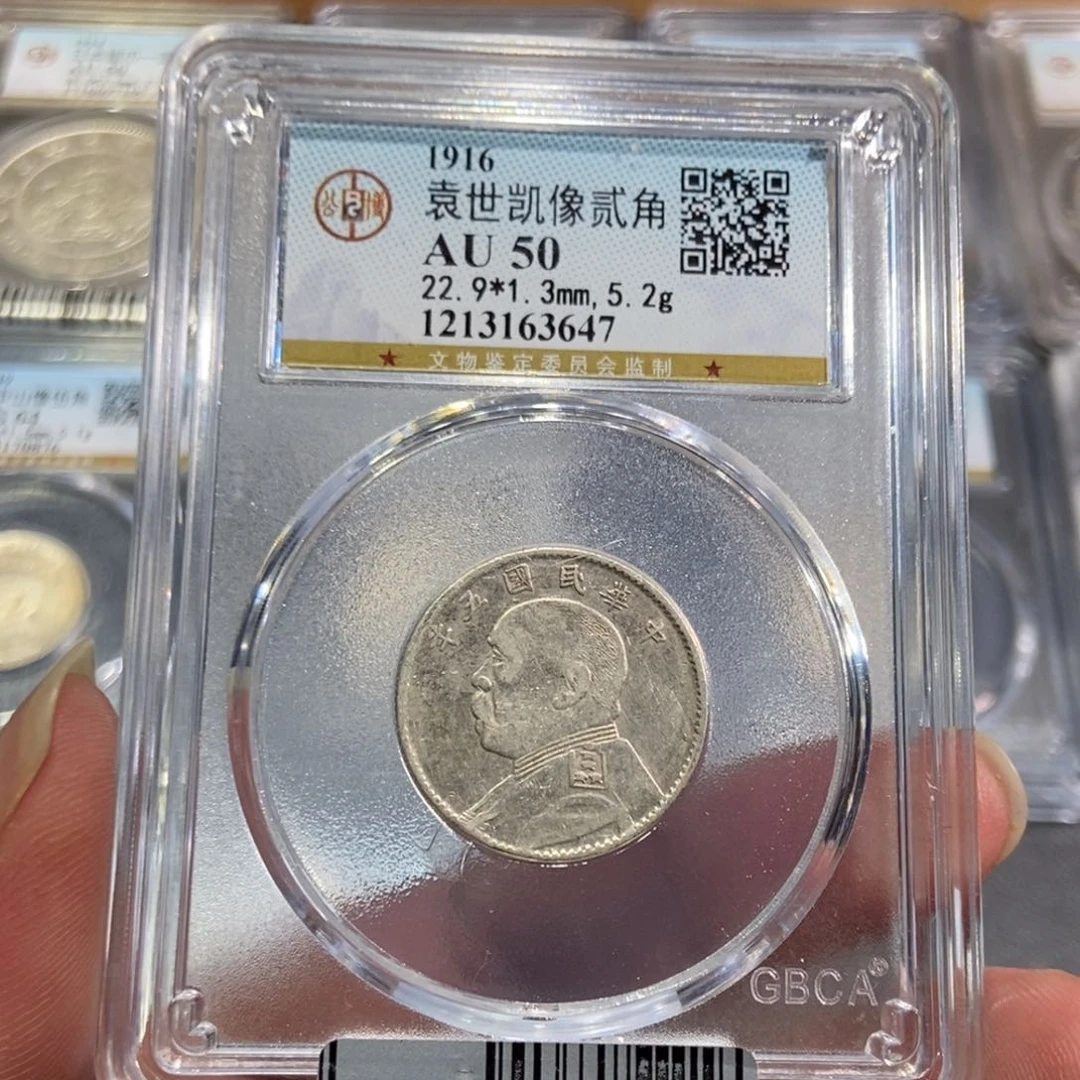 1916
袁世凯像贰角
AU 50
22.9*1.3mm,5.2g
1213163647
★ 文物鉴定委员会监制 ★
中華民國五年
GBCA®